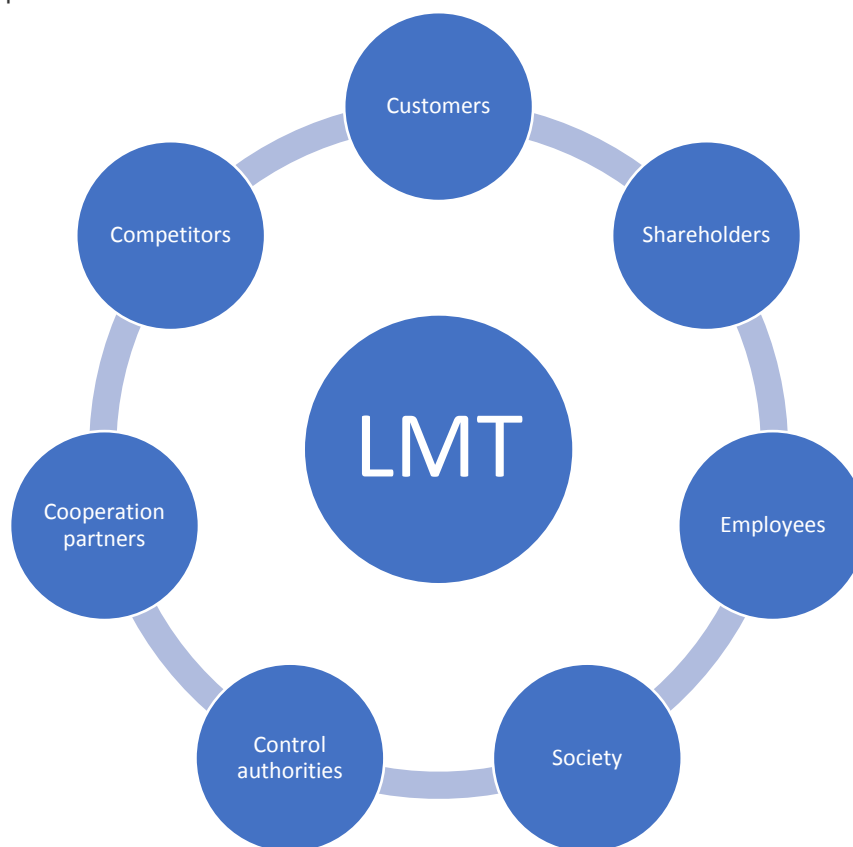 Customers
Shareholders
Employees
Society
Control
authorities
Cooperation
partners
Competitors
LMT